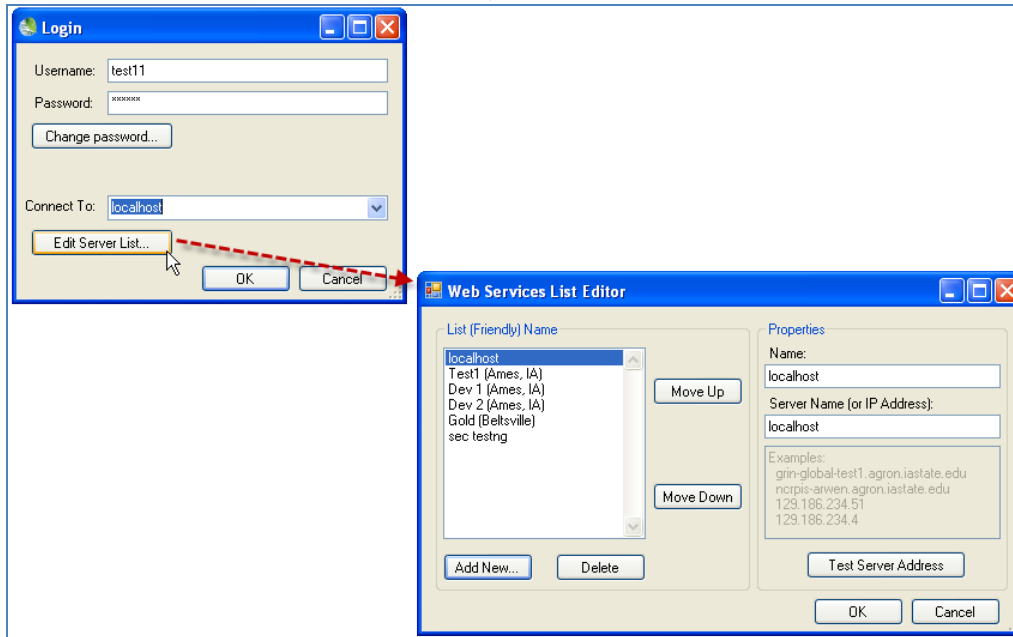 Login
Username: test11
Password: ******
Change password...
Connect To: localhost
Edit Server List...
OK Cancel
Web Services List Editor
List (Friendly) Name
localhost
Test1 (Ames, IA)
Dev 1 (Ames, IA)
Dev 2 (Ames, IA)
Gold (Beltsville)
sec testng
Move Up
Move Down
Add New... Delete
Properties
Name:
localhost
Server Name (or IP Address):
localhost
Examples:
grin-global-test1.agron.iastate.edu
ncrpis-arwen.agron.iastate.edu
129.186.234.51
129.186.234.4
Test Server Address
OK Cancel